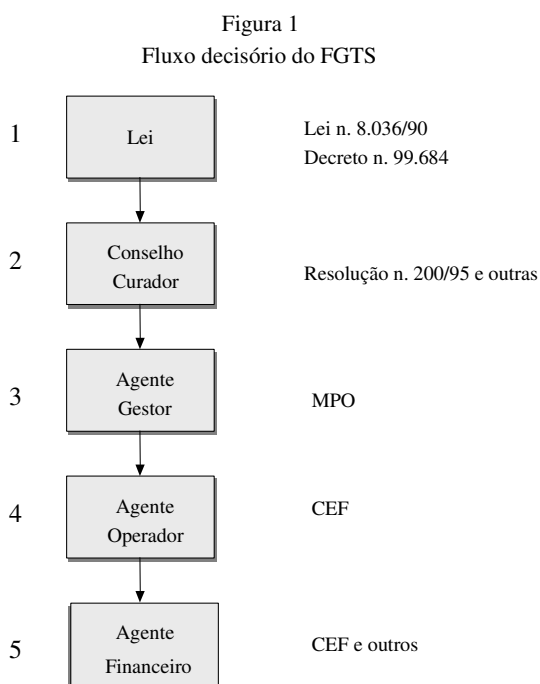 Figura 1
Fluxo decisório do FGTS
1
Lei
Lei n. 8.036/90
Decreto n. 99.684
2
Conselho
Curador
Resolução n. 200/95 e outras
3
Agente
Gestor
MPO
4
Agente
Operador
CEF
5
Agente
Financeiro
CEF e outros